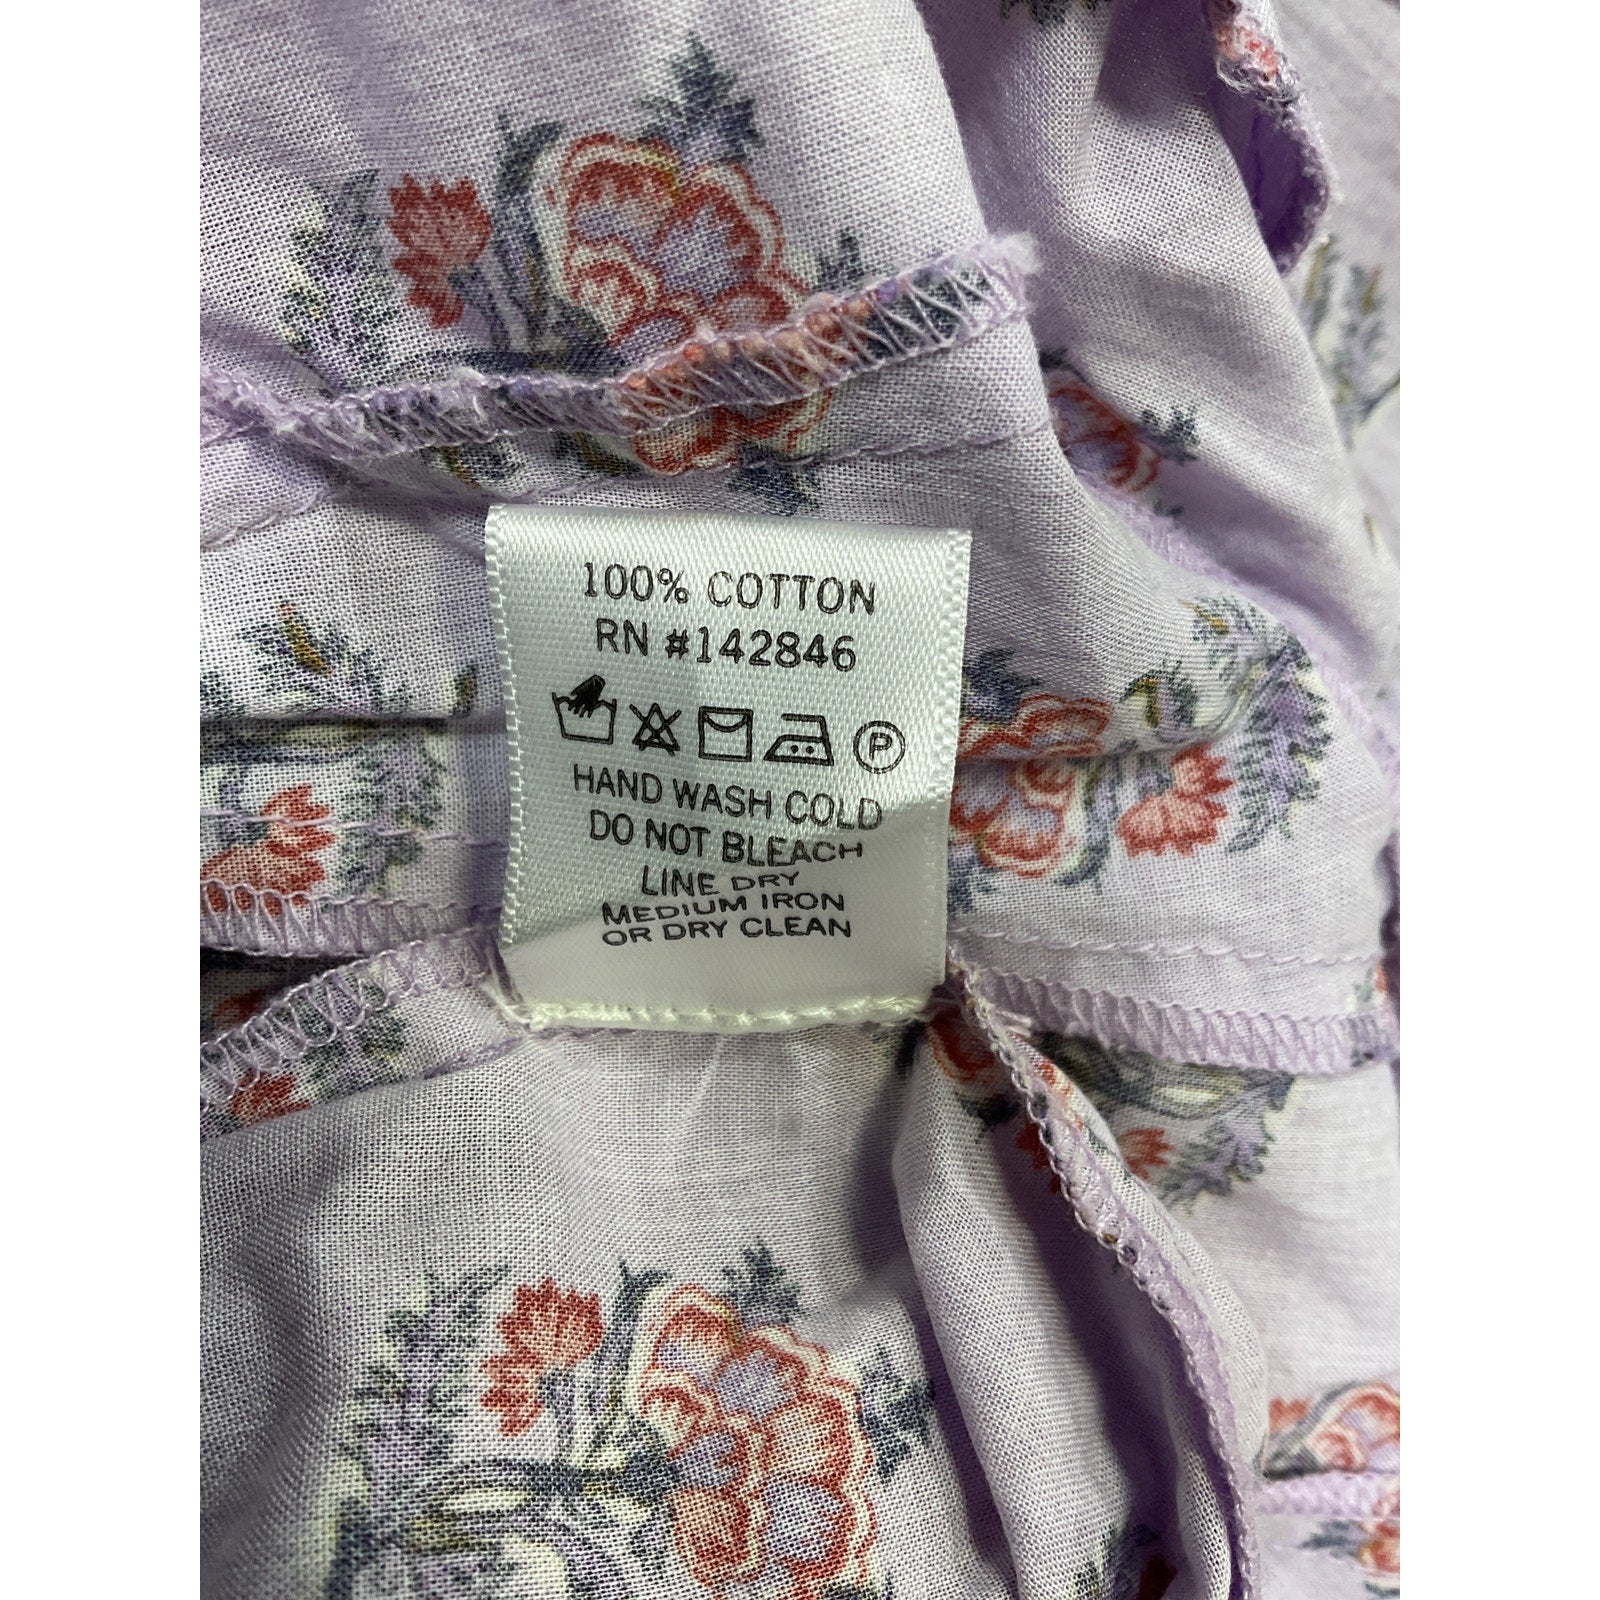 100% COTTON
RN #142846
P
HAND WASH COLD
DO NOT BLEACH
LINE DRY
MEDIUM IRON
OR DRY CLEAN